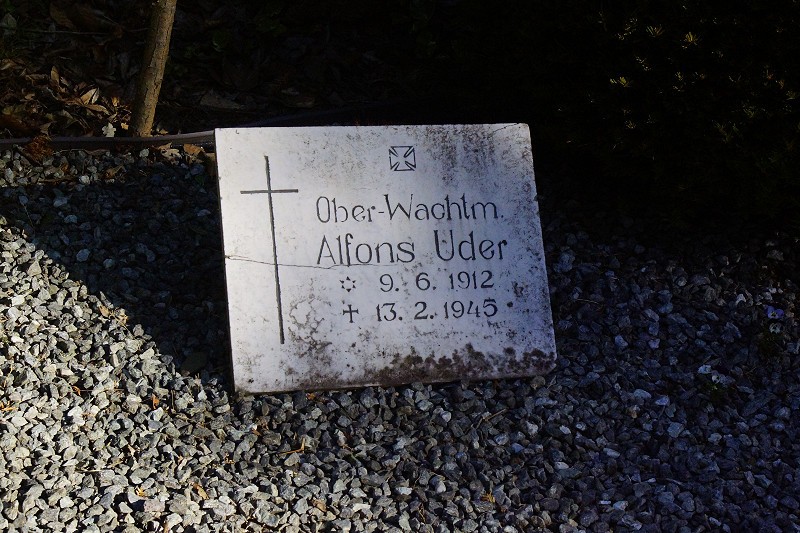 Ober-Wachtm.
Alfons Uder
✡ 9. 6. 1912
✝ 13. 2. 1945